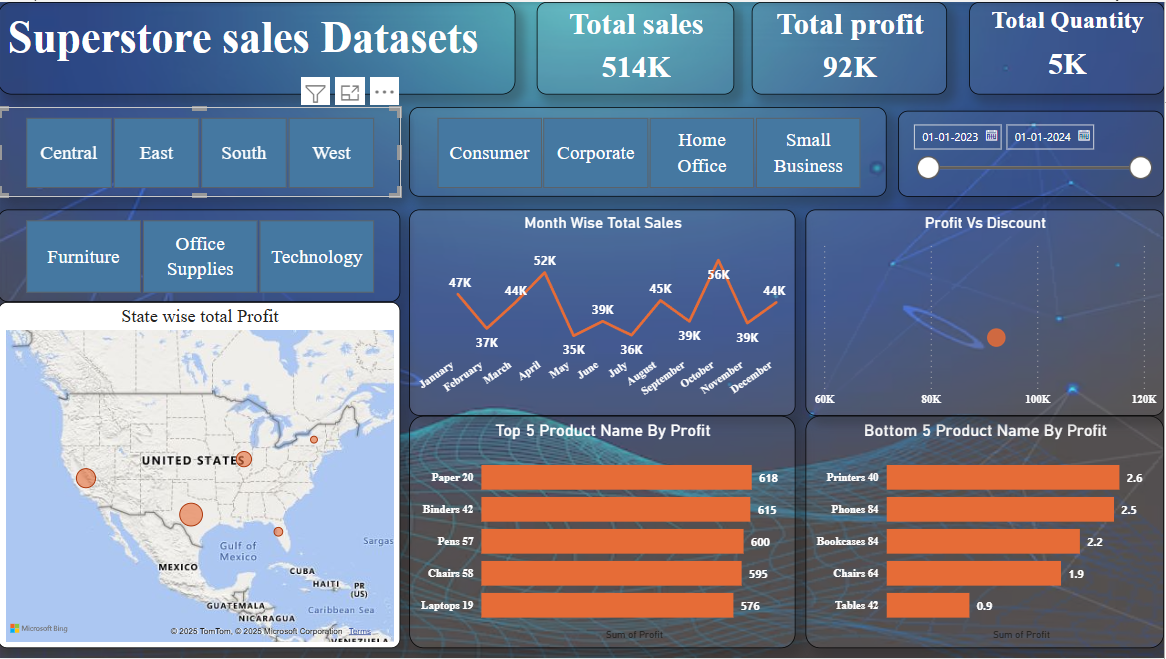 Superstore sales Datasets
Total sales
514K
Total profit
92K
Total Quantity
5K
Central
East
South
West
Consumer
Corporate
Home
Office
Small
Business
01-01-2023
01-01-2024
Furniture
Office
Supplies
Technology
Month Wise Total Sales
47K
37K
44K
52K
35K
39K
36K
45K
39K
56K
39K
44K
January
February
March
April
May
June
July
August
September
October
November
December
Profit Vs Discount
60K
80K
100K
120K
State wise total Profit
UNITED STATES
MEXICO
Gulf of
Mexico
Sargas
CUBA
HAITI
PR
(US)
GUATEMALA
Caribbean Sea
NICARAGUA
VENEZUELA
Microsoft Bing
© 2025 TomTom, © 2025 Microsoft Corporation Terms
Top 5 Product Name By Profit
Paper 20 618
Binders 42 615
Pens 57 600
Chairs 58 595
Laptops 19 576
Sum of Profit
Bottom 5 Product Name By Profit
Printers 40 2.6
Phones 84 2.5
Bookcases 84 2.2
Chairs 64 1.9
Tables 42 0.9
Sum of Profit